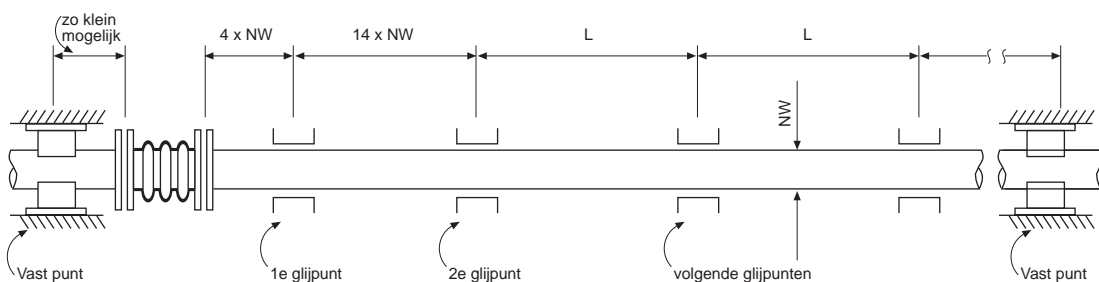 zo klein
mogelijk
4 x NW
14 x NW
L
L
NW
Vast punt
1e glijpunt
2e glijpunt
volgende glijpunten
Vast punt